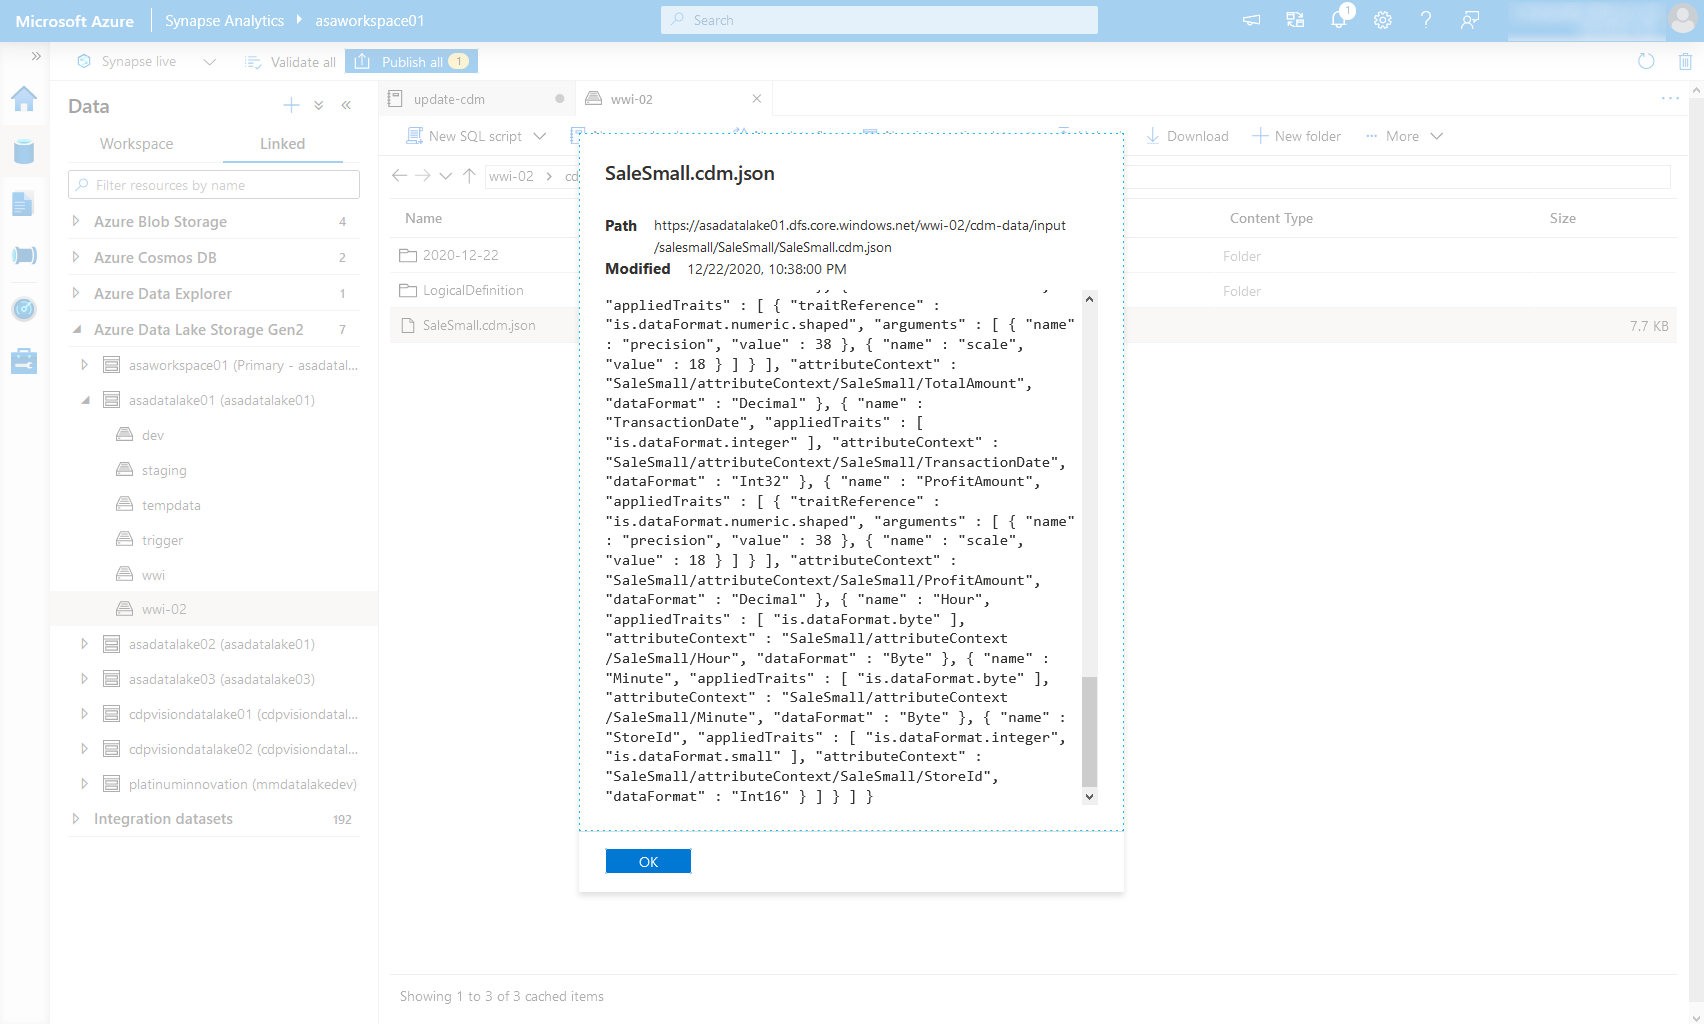 Microsoft Azure
Synapse Analytics
asaworkspace01
Search
1
Synapse live
Validate all
Publish all
1
Data
Workspace
Linked
Filter resources by name
Azure Blob Storage 4
Azure Cosmos DB 2
Azure Data Explorer 1
Azure Data Lake Storage Gen2 7
asaworkspace01 (Primary - asadatal...
asadatalake01 (asadatalake01)
dev
staging
tempdata
trigger
wwi
wwi-02
asadatalake02 (asadatalake01)
asadatalake03 (asadatalake03)
cdpvisiondatalake01 (cdpvisiondatal...
cdpvisiondatalake02 (cdpvisiondatal...
platinuminnovation (mmdatalakedev)
Integration datasets 192
update-cdm
wwi-02
New SQL script
Download
New folder
More
wwi-02
cd
Name
Content Type
Size
2020-12-22
Folder
LogicalDefinition
Folder
SaleSmall.cdm.json
7.7 KB
Showing 1 to 3 of 3 cached items
SaleSmall.cdm.json
Path https://asadatalake01.dfs.core.windows.net/wwi-02/cdm-data/input
/salesmall/SaleSmall/SaleSmall.cdm.json
Modified 12/22/2020, 10:38:00 PM
"appliedTraits" : [ { "traitReference" :
"is.dataFormat.numeric.shaped", "arguments" : [ { "name"
: "precision", "value" : 38 }, { "name" : "scale",
"value" : 18 } ] } ], "attributeContext" :
"SaleSmall/attributeContext/SaleSmall/TotalAmount",
"dataFormat" : "Decimal" }, { "name" :
"TransactionDate", "appliedTraits" : [
"is.dataFormat.integer" ], "attributeContext" :
"SaleSmall/attributeContext/SaleSmall/TransactionDate",
"dataFormat" : "Int32" }, { "name" : "ProfitAmount",
"appliedTraits" : [ { "traitReference" :
"is.dataFormat.numeric.shaped", "arguments" : [ { "name"
: "precision", "value" : 38 }, { "name" : "scale",
"value" : 18 } ] } ], "attributeContext" :
"SaleSmall/attributeContext/SaleSmall/ProfitAmount",
"dataFormat" : "Decimal" }, { "name" : "Hour",
"appliedTraits" : [ "is.dataFormat.byte" ],
"attributeContext" : "SaleSmall/attributeContext
/SaleSmall/Hour", "dataFormat" : "Byte" }, { "name" :
"Minute", "appliedTraits" : [ "is.dataFormat.byte" ],
"attributeContext" : "SaleSmall/attributeContext
/SaleSmall/Minute", "dataFormat" : "Byte" }, { "name" :
"StoreId", "appliedTraits" : [ "is.dataFormat.integer",
"is.dataFormat.small" ], "attributeContext" :
"SaleSmall/attributeContext/SaleSmall/StoreId",
"dataFormat" : "Int16" } ] } ] }
OK